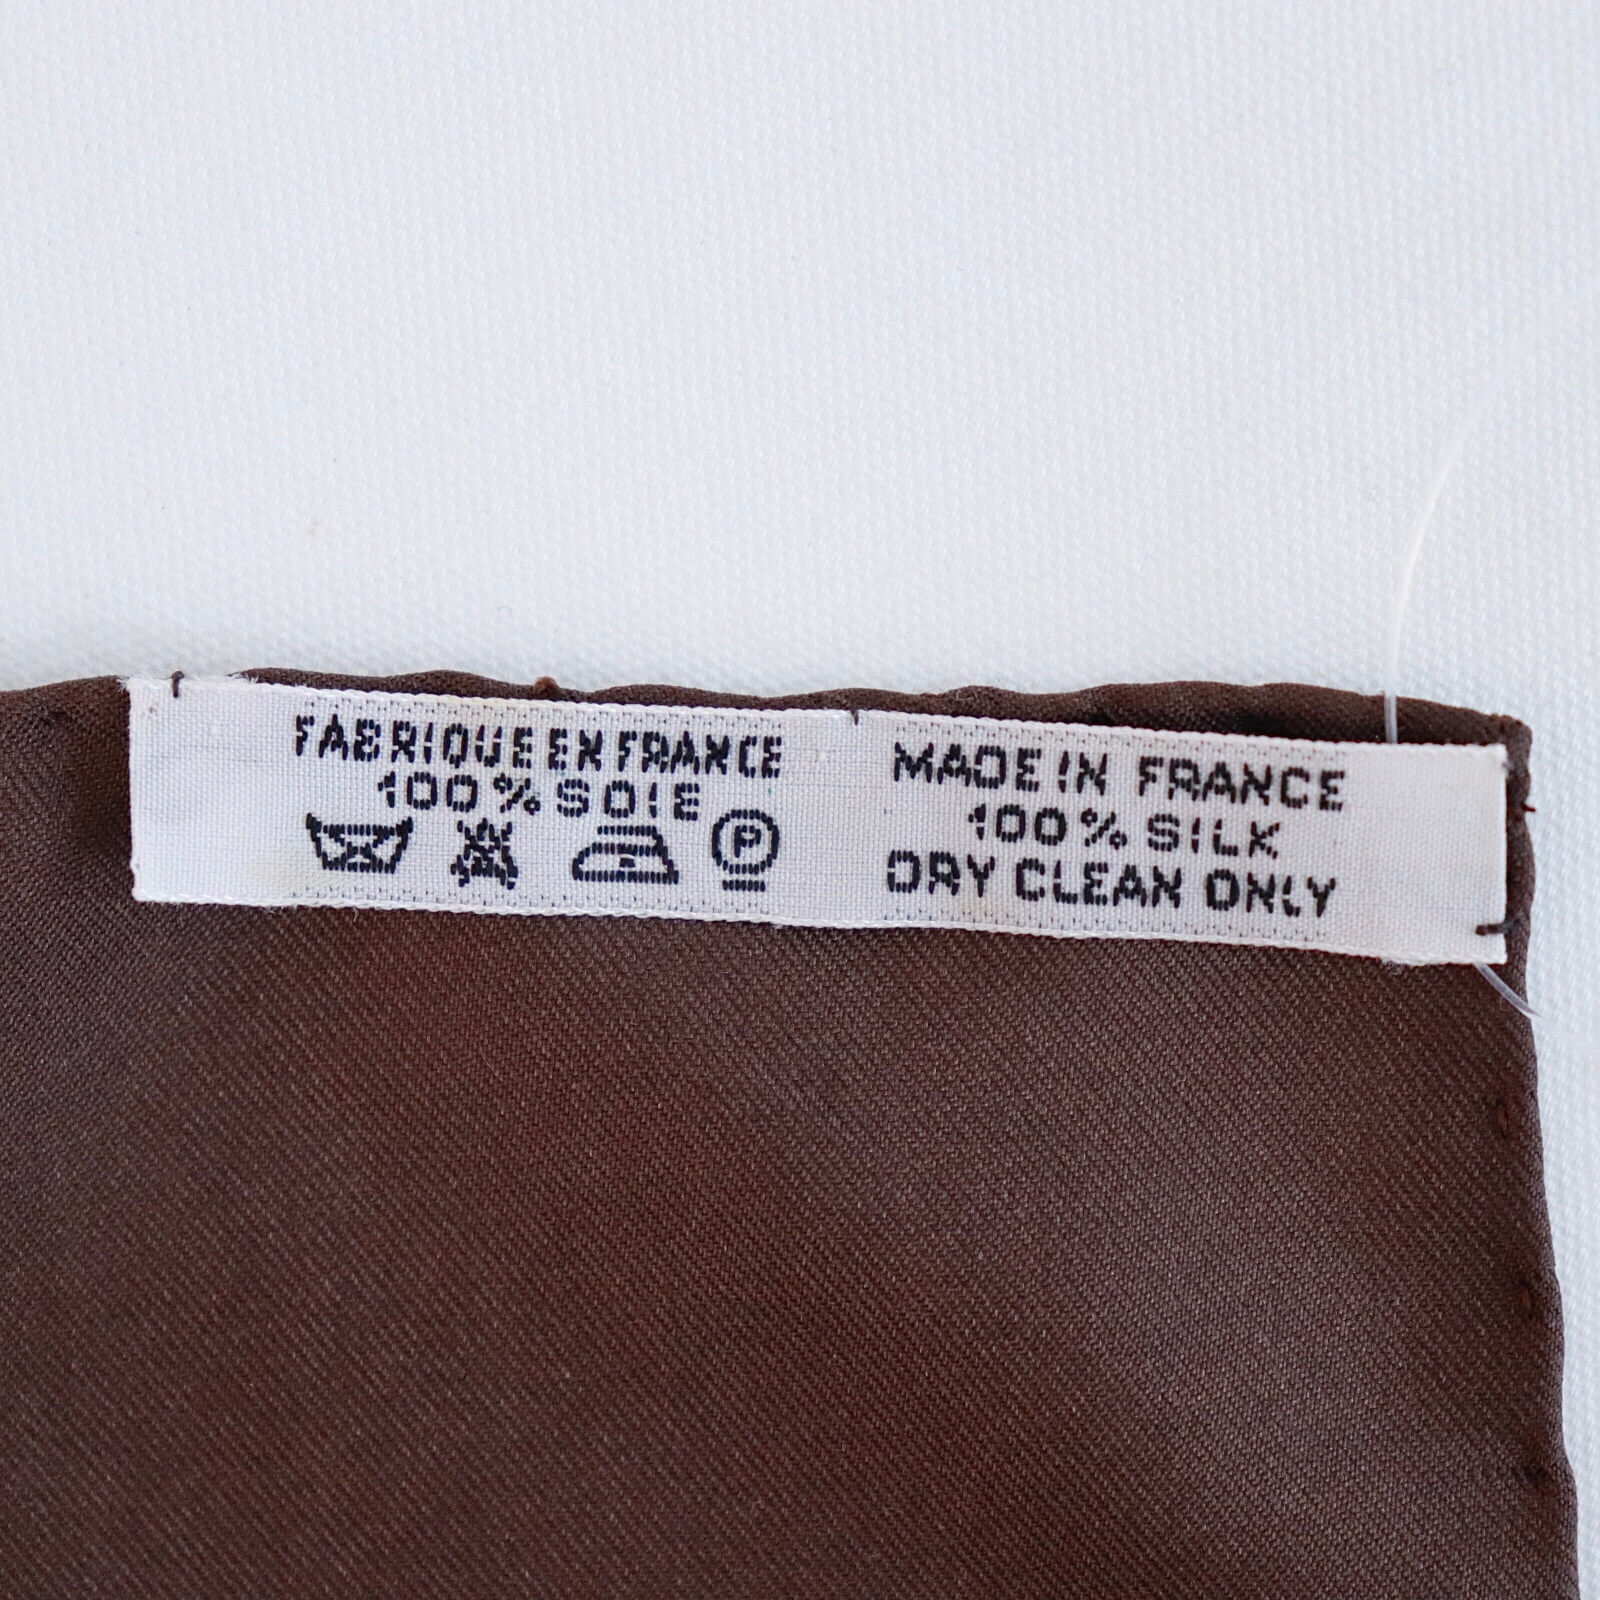 FABRIQUE EN FRANCE
100% SOIE
P
MADE IN FRANCE
100% SILK
DRY CLEAN ONLY